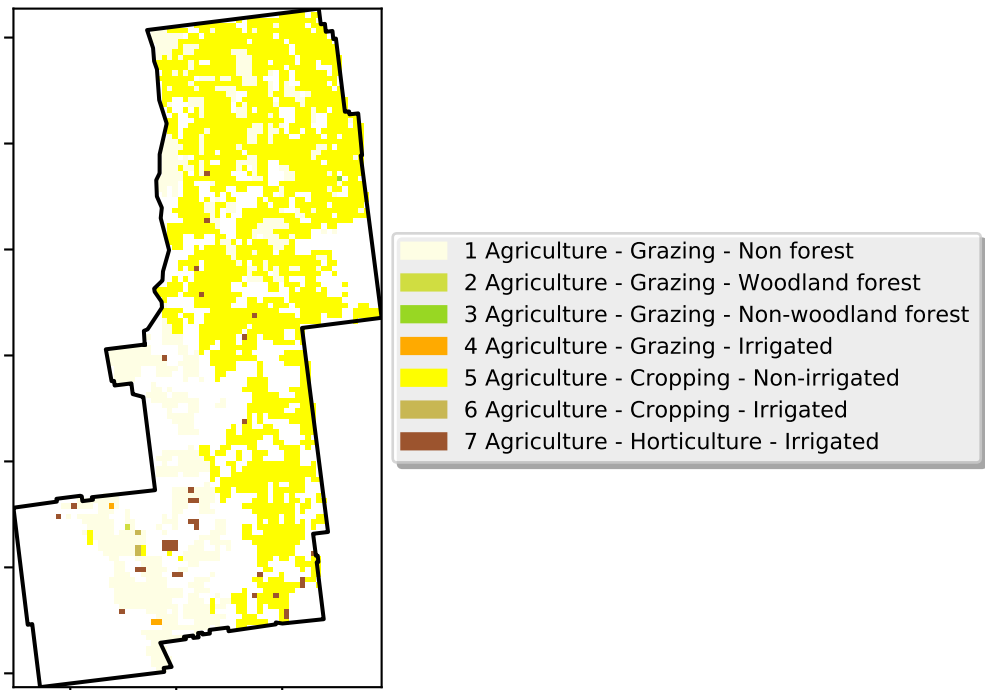 1 Agriculture - Grazing - Non forest
2 Agriculture - Grazing - Woodland forest
3 Agriculture - Grazing - Non-woodland forest
4 Agriculture - Grazing - Irrigated
5 Agriculture - Cropping - Non-irrigated
6 Agriculture - Cropping - Irrigated
7 Agriculture - Horticulture - Irrigated